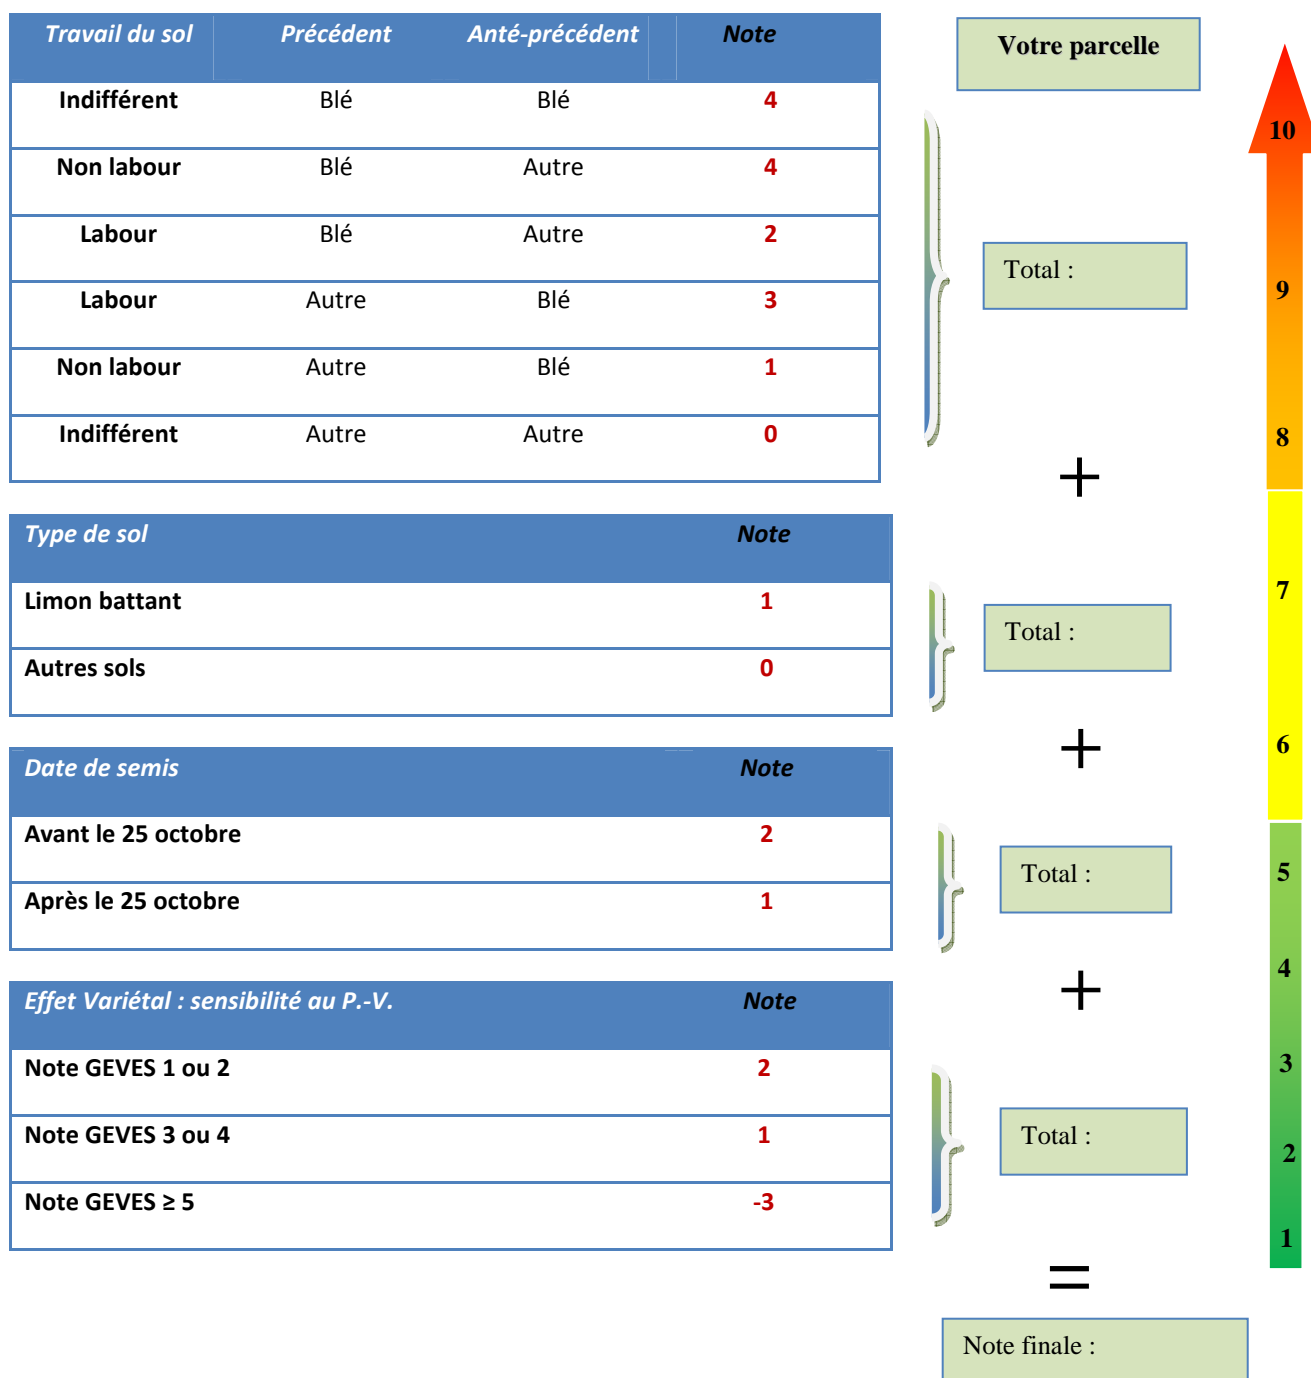 Travail du sol Précédent Anté-précédent Note
Indifférent Blé Blé 4
Non labour Blé Autre 4
Labour Blé Autre 2
Labour Autre Blé 3
Non labour Autre Blé 1
Indifférent Autre Autre 0
Type de sol Note
Limon battant 1
Autres sols 0
Date de semis Note
Avant le 25 octobre 2
Après le 25 octobre 1
Effet Variétal : sensibilité au P.-V. Note
Note GEVES 1 ou 2 2
Note GEVES 3 ou 4 1
Note GEVES ≥ 5 -3
Votre parcelle
Total :
+
Total :
+
Total :
+
Total :
=
Note finale :
10
9
8
7
6
5
4
3
2
1